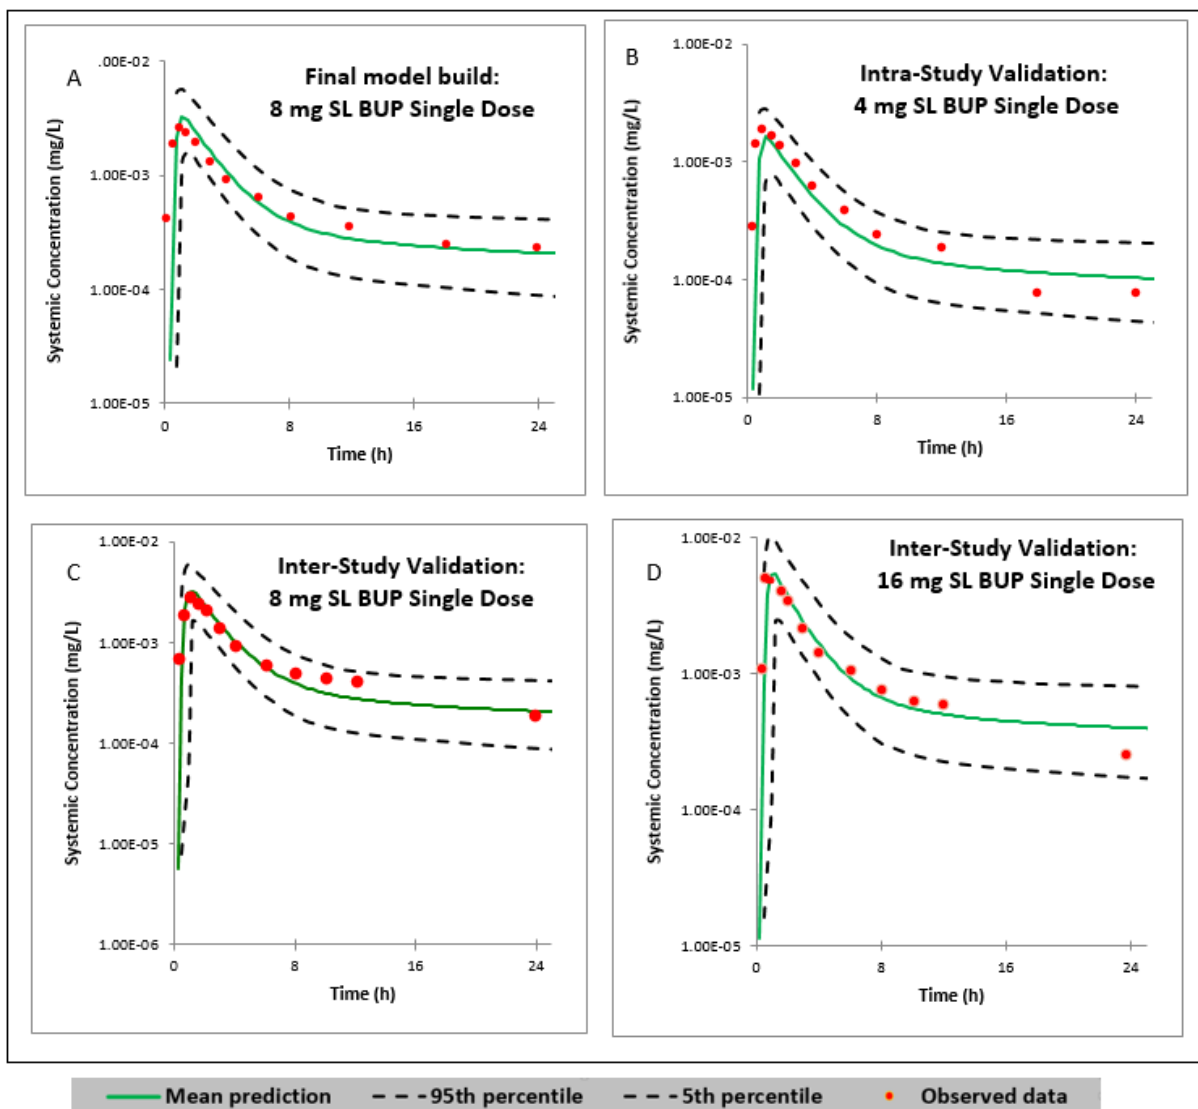 A
Final model build:
8 mg SL BUP Single Dose
.00E-02
1.00E-03
1.00E-04
1.00E-05
Systemic Concentration (mg/L)
0
8
16
24
Time (h)
B
Intra-Study Validation:
4 mg SL BUP Single Dose
1.00E-02
1.00E-03
1.00E-04
1.00E-05
Systemic Concentration (mg/L)
0
8
16
24
Time (h)
C
Inter-Study Validation:
8 mg SL BUP Single Dose
1.00E-02
1.00E-03
1.00E-04
1.00E-05
1.00E-06
Systemic Concentration (mg/L)
0
8
16
24
Time (h)
D
Inter-Study Validation:
16 mg SL BUP Single Dose
1.00E-02
1.00E-03
1.00E-04
1.00E-05
Systemic Concentration (mg/L)
0
8
16
24
Time (h)
Mean prediction
95th percentile
5th percentile
Observed data